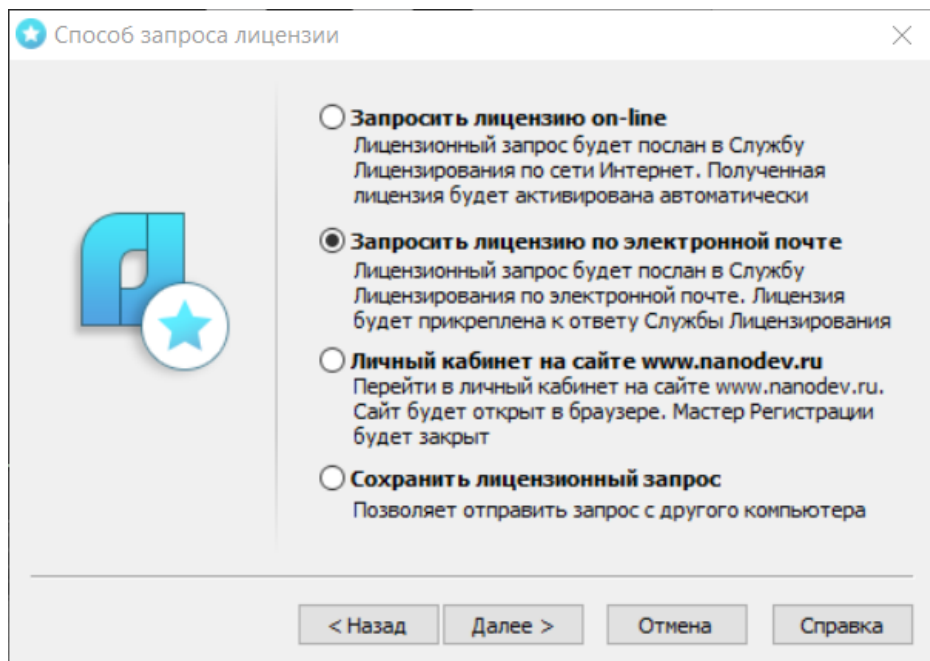 Способ запроса лицензии
Запросить лицензию on-line
Лицензионный запрос будет послан в Службу
Лицензирования по сети Интернет. Полученная
лицензия будет активирована автоматически
Запросить лицензию по электронной почте
Лицензионный запрос будет послан в Службу
Лицензирования по электронной почте. Лицензия
будет прикреплена к ответу Службы Лицензирования
Личный кабинет на сайте www.nanodev.ru
Перейти в личный кабинет на сайте www.nanodev.ru.
Сайт будет открыт в браузере. Мастер Регистрации
будет закрыт
Сохранить лицензионный запрос
Позволяет отправить запрос с другого компьютера
< Назад Далее > Отмена Справка